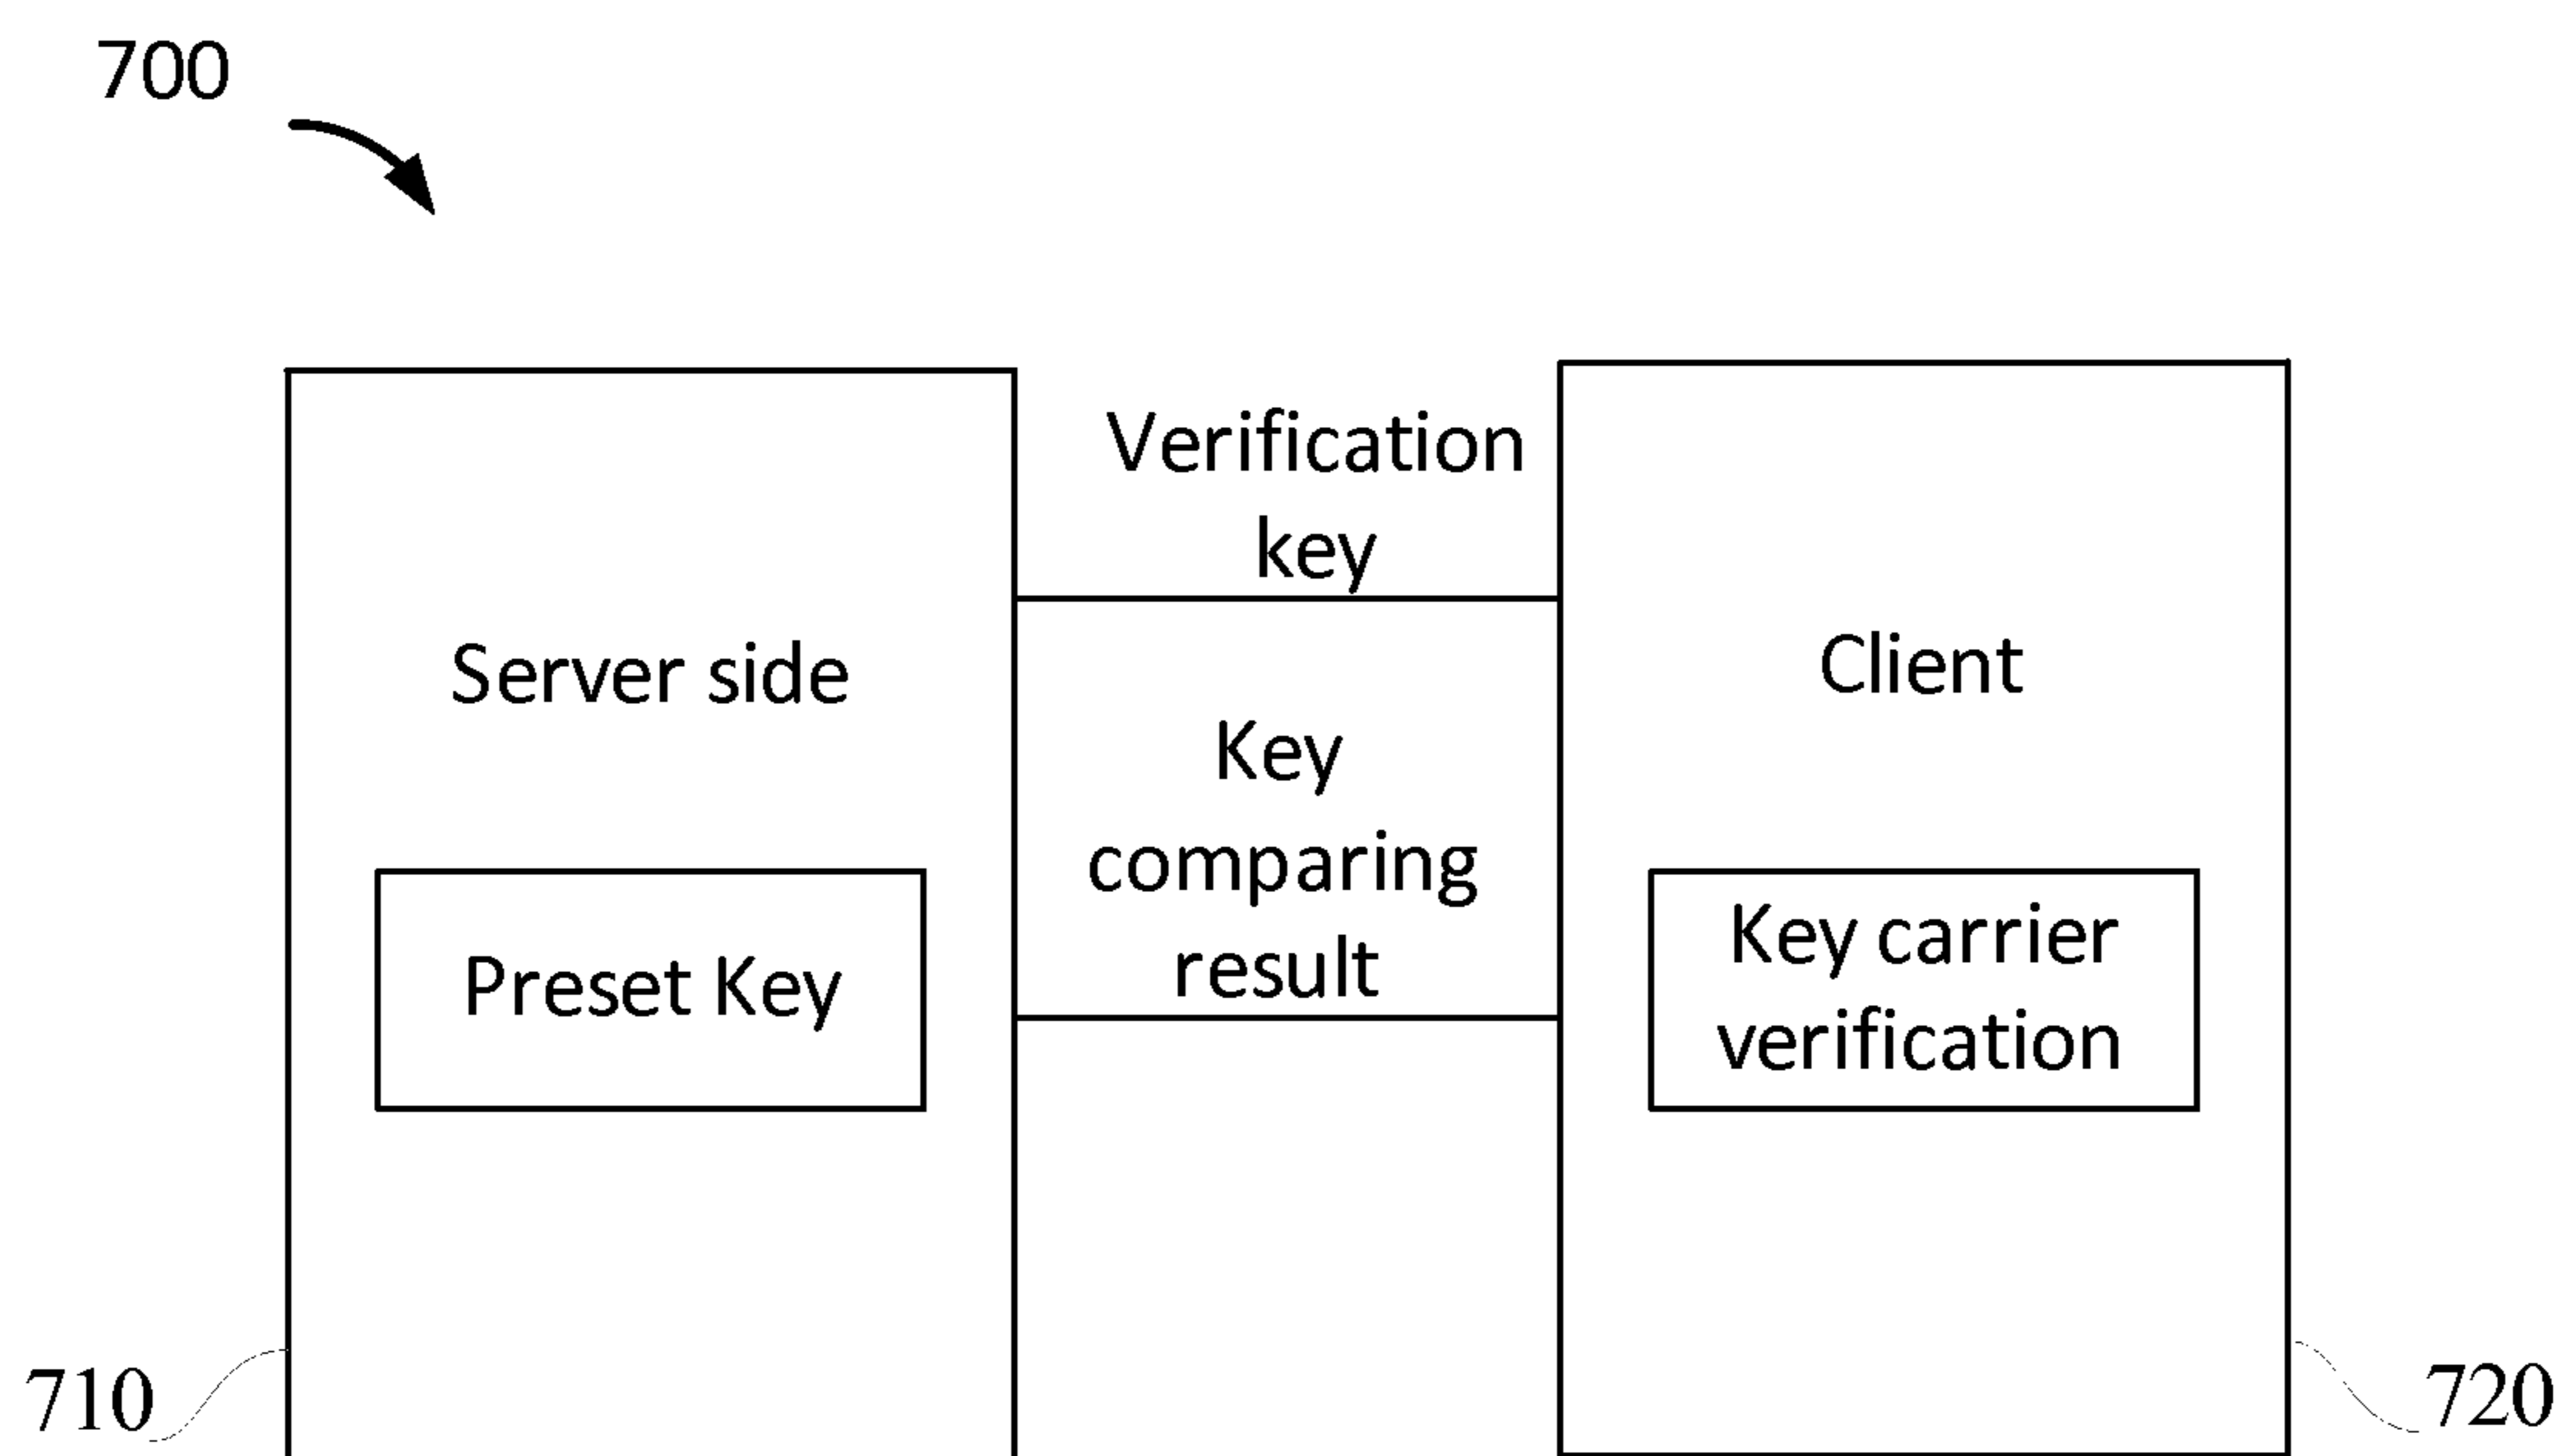 700
Verification
key
Server side
Client
Key
comparing
result
Preset Key
Key carrier
verification
710
720